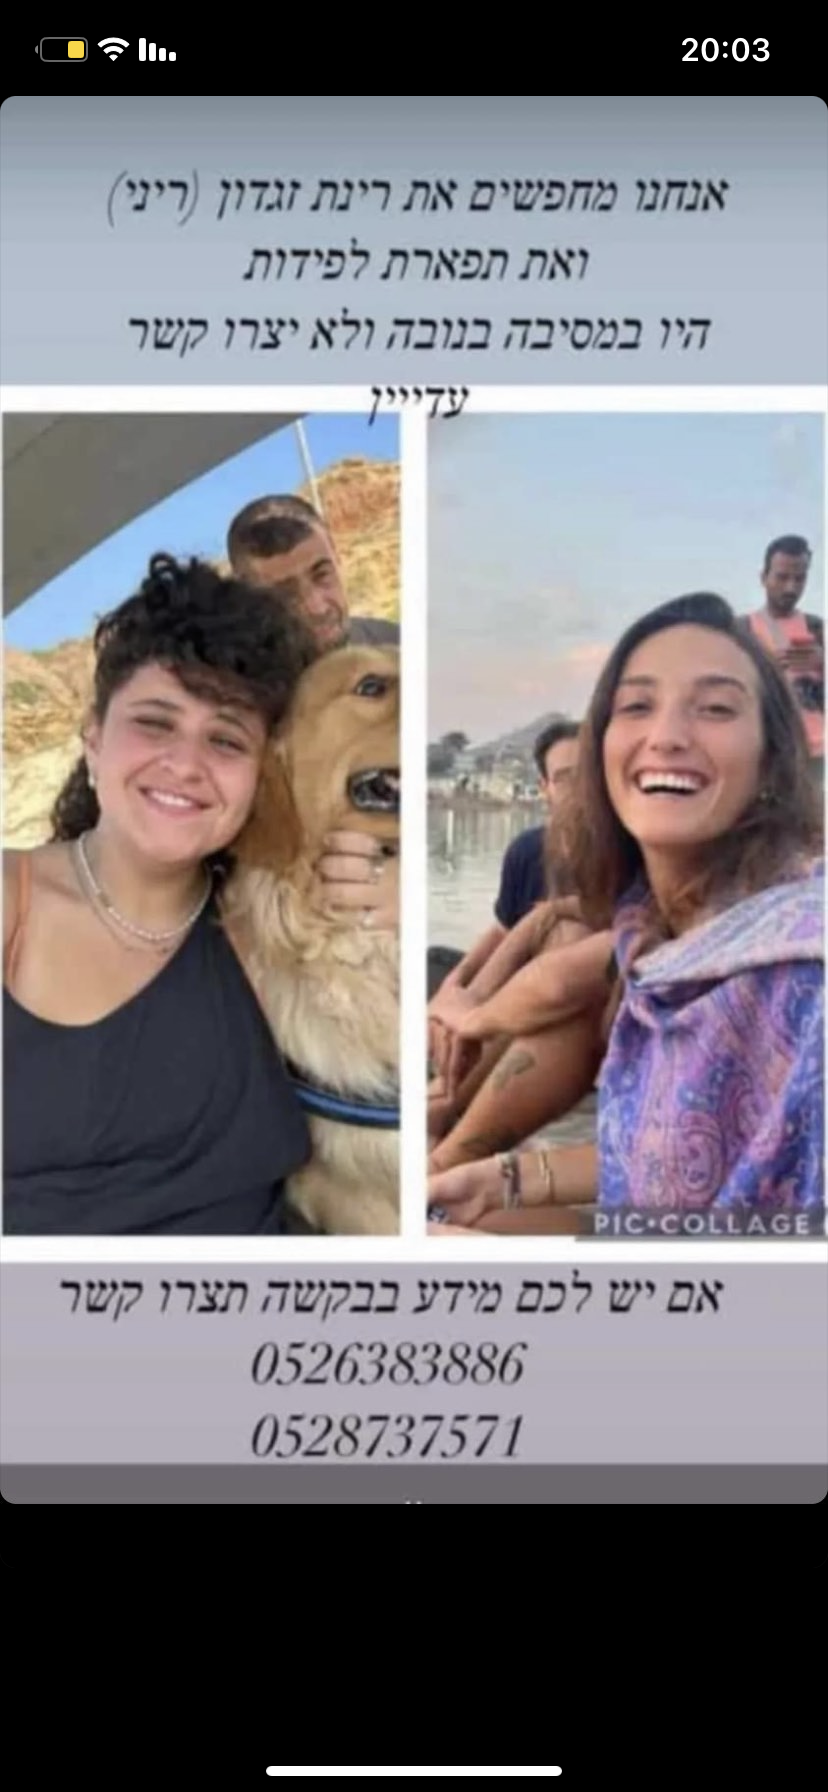 20:03
אנחנו מחפשים את רינת זגדון (ריני)
ואת תפארת לפידות
היו במסיבה בנובה ולא יצרו קשר
עדיייין
PIC•COLLAGE
אם יש לכם מידע בבקשה תצרו קשר
0526383886
0528737571